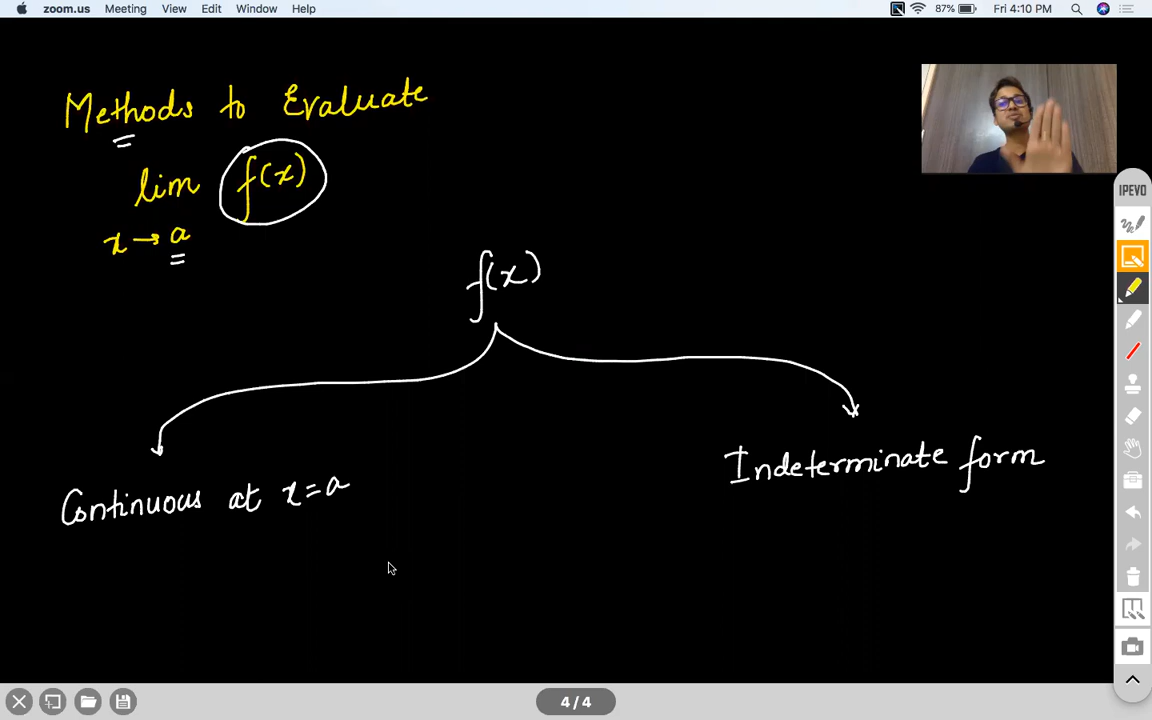 zoom.us Meeting View Edit Window Help 87% Fri 4:10 PM
Methods to Evaluate
lim f(x)
x → a
IPEVO
f(x)
Continuous at x = a
Indeterminate form
4/4